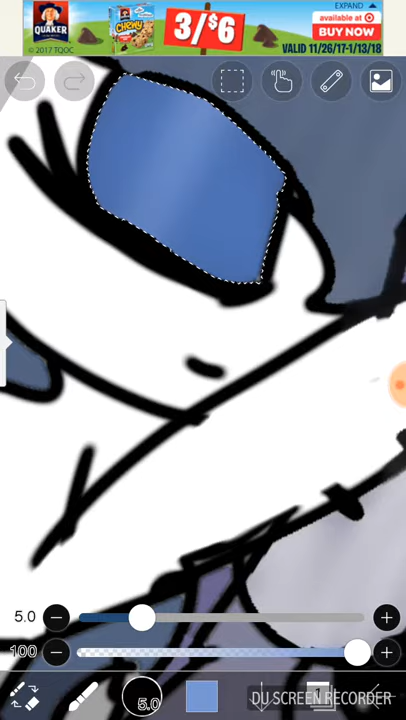 EXPAND
QUAKER
CHEWY
3/$6
available at
BUY NOW
© 2017 TQOC
VALID 11/26/17-1/13/18
5.0
100
5.0
1
DU SCREEN RECORDER